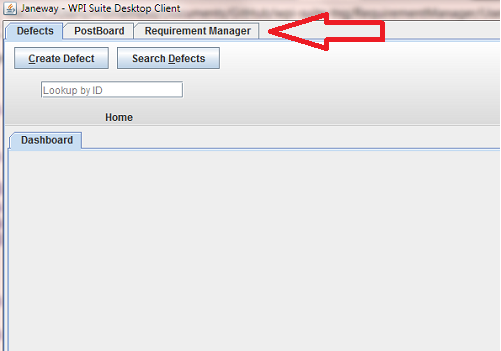 Janeway - WPI Suite Desktop Client
Defects PostBoard Requirement Manager
Create Defect Search Defects
Lookup by ID
Home
Dashboard